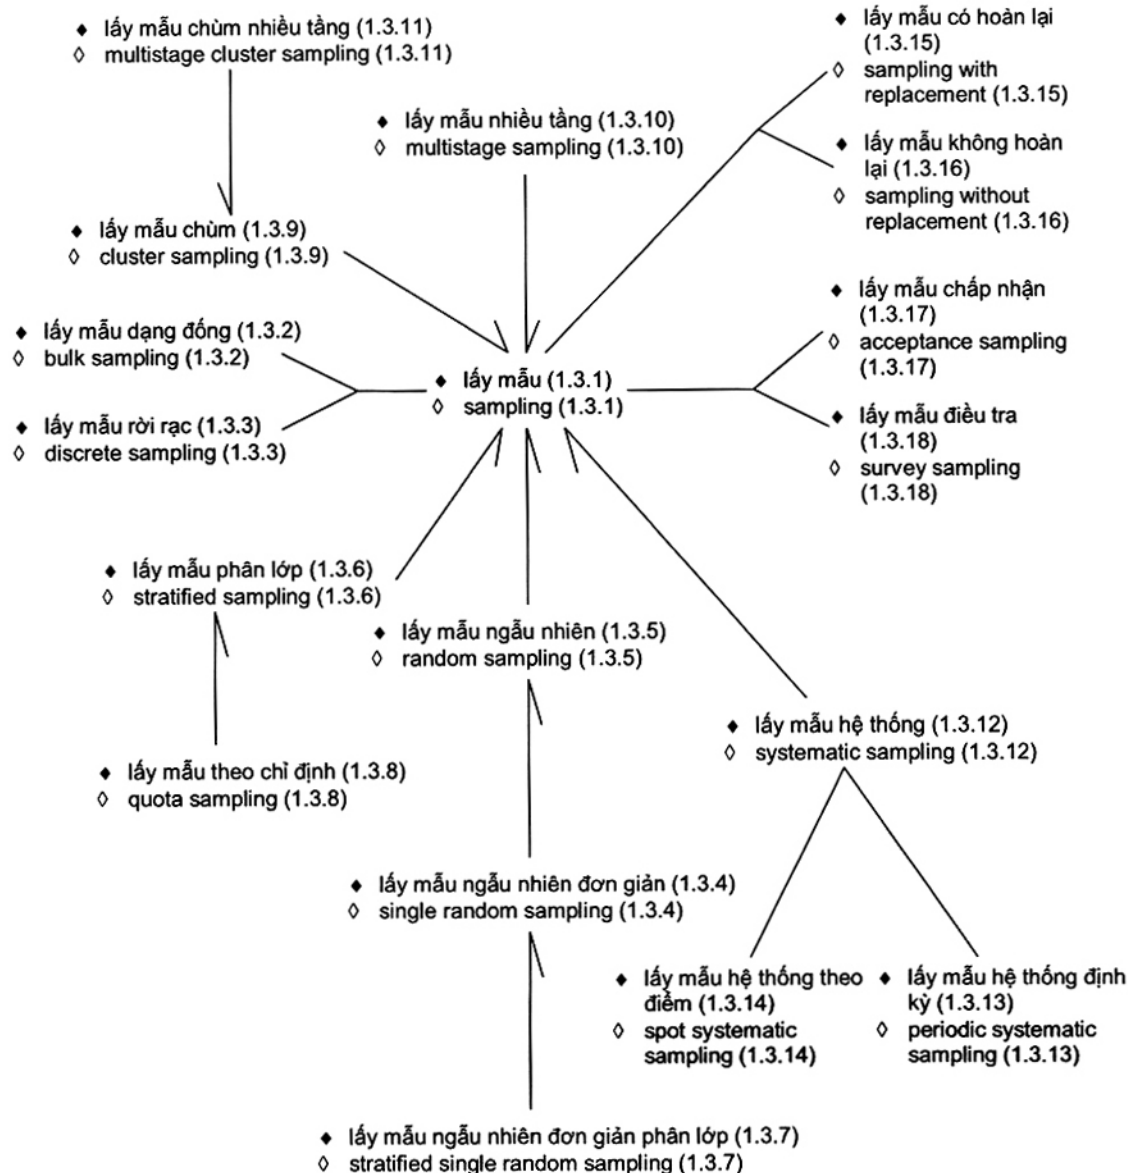 ◆ lấy mẫu chùm nhiều tầng (1.3.11)
◊ multistage cluster sampling (1.3.11)
◆ lấy mẫu nhiều tầng (1.3.10)
◊ multistage sampling (1.3.10)
◆ lấy mẫu có hoàn lại
(1.3.15)
◊ sampling with
replacement (1.3.15)
◆ lấy mẫu không hoàn
lại (1.3.16)
◊ sampling without
replacement (1.3.16)
◆ lấy mẫu chùm (1.3.9)
◊ cluster sampling (1.3.9)
◆ lấy mẫu dạng đống (1.3.2)
◊ bulk sampling (1.3.2)
◆ lấy mẫu rời rạc (1.3.3)
◊ discrete sampling (1.3.3)
◆ lấy mẫu (1.3.1)
◊ sampling (1.3.1)
◆ lấy mẫu chấp nhận
(1.3.17)
◊ acceptance sampling
(1.3.17)
◆ lấy mẫu điều tra
(1.3.18)
◊ survey sampling
(1.3.18)
◆ lấy mẫu phân lớp (1.3.6)
◊ stratified sampling (1.3.6)
◆ lấy mẫu ngẫu nhiên (1.3.5)
◊ random sampling (1.3.5)
◆ lấy mẫu hệ thống (1.3.12)
◊ systematic sampling (1.3.12)
◆ lấy mẫu theo chỉ định (1.3.8)
◊ quota sampling (1.3.8)
◆ lấy mẫu ngẫu nhiên đơn giản (1.3.4)
◊ single random sampling (1.3.4)
◆ lấy mẫu hệ thống theo
điểm (1.3.14)
◊ spot systematic
sampling (1.3.14)
◆ lấy mẫu hệ thống định
kỳ (1.3.13)
◊ periodic systematic
sampling (1.3.13)
◆ lấy mẫu ngẫu nhiên đơn giản phân lớp (1.3.7)
◊ stratified single random sampling (1.3.7)